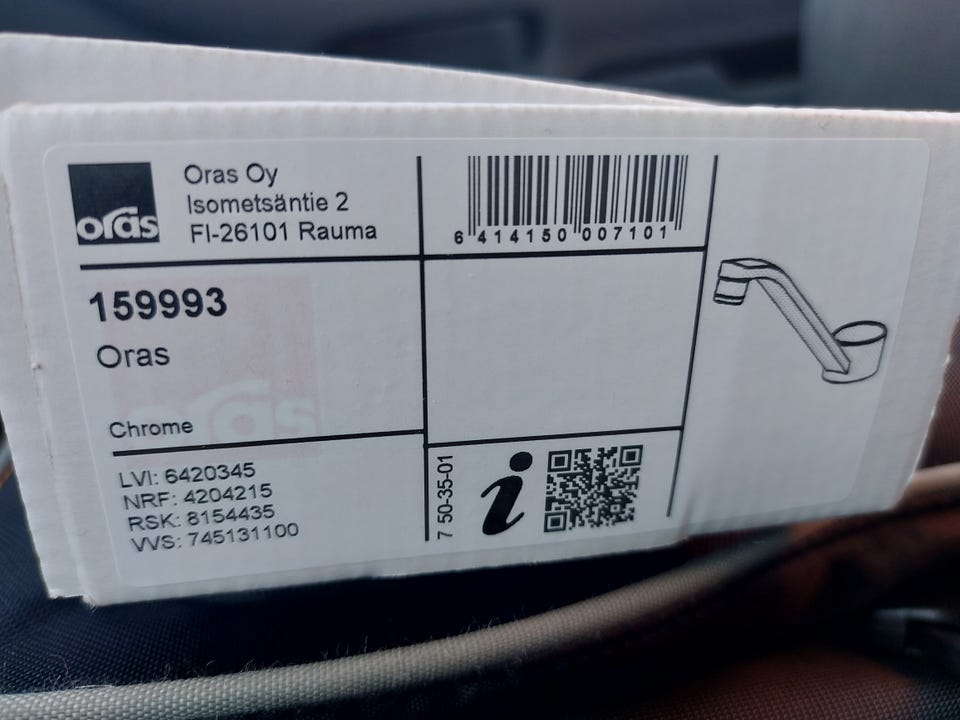 oras
Oras Oy
Isometsäntie 2
FI-26101 Rauma
6 414150 007101
159993
Oras
oras
Chrome
LVI: 6420345
NRF: 4204215
RSK: 8154435
VVS: 745131100
7 50-35-01
i